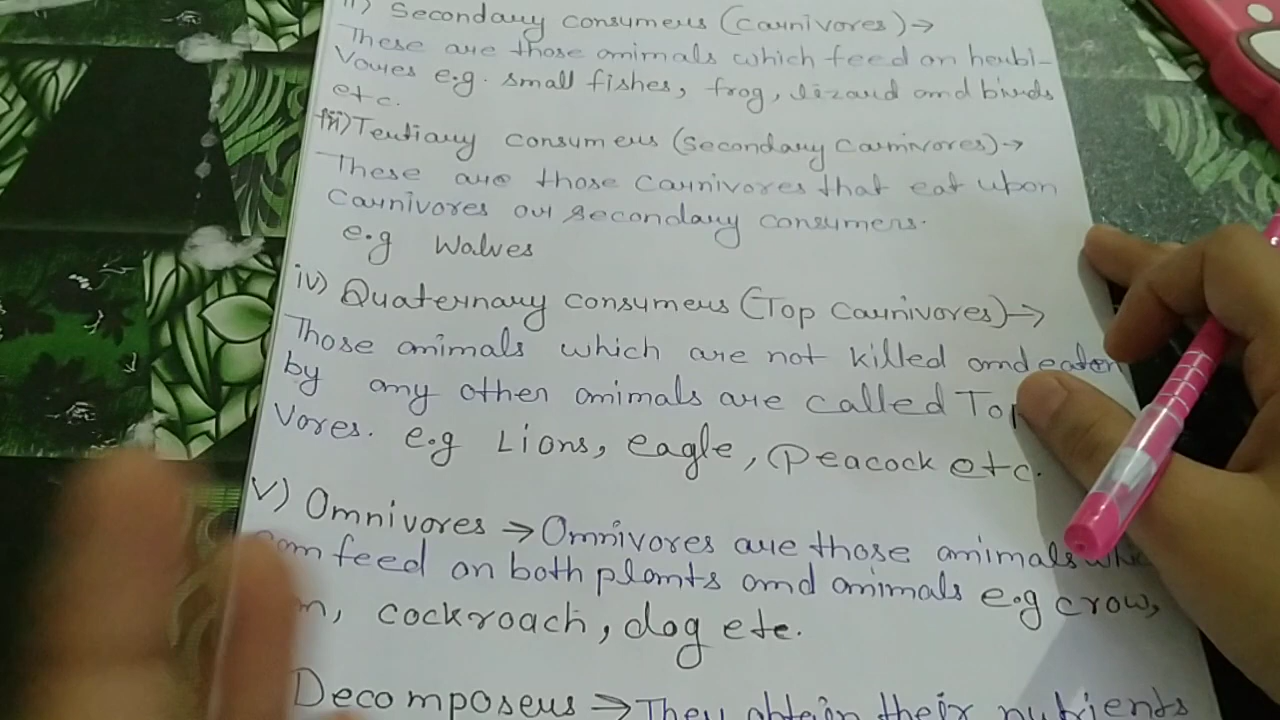 ii) Secondary consumers (carnivores) →
These are those animals which feed on herbi-
vores e.g. small fishes, frog, lizard and birds
etc.
iii) Tertiary consumers (secondary carnivores) →
These are those carnivores that eat upon
carnivores or secondary consumers.
e.g Wolves
iv) Quaternary consumers (Top carnivores) →
Those animals which are not killed and eaten
by any other animals are called Top
vores. e.g Lions, eagle, Peacock etc.
v) Omnivores → Omnivores are those animals
can feed on both plants and animals e.g crow,
cockroach, dog etc.
Decomposers → They obtain their nutrients